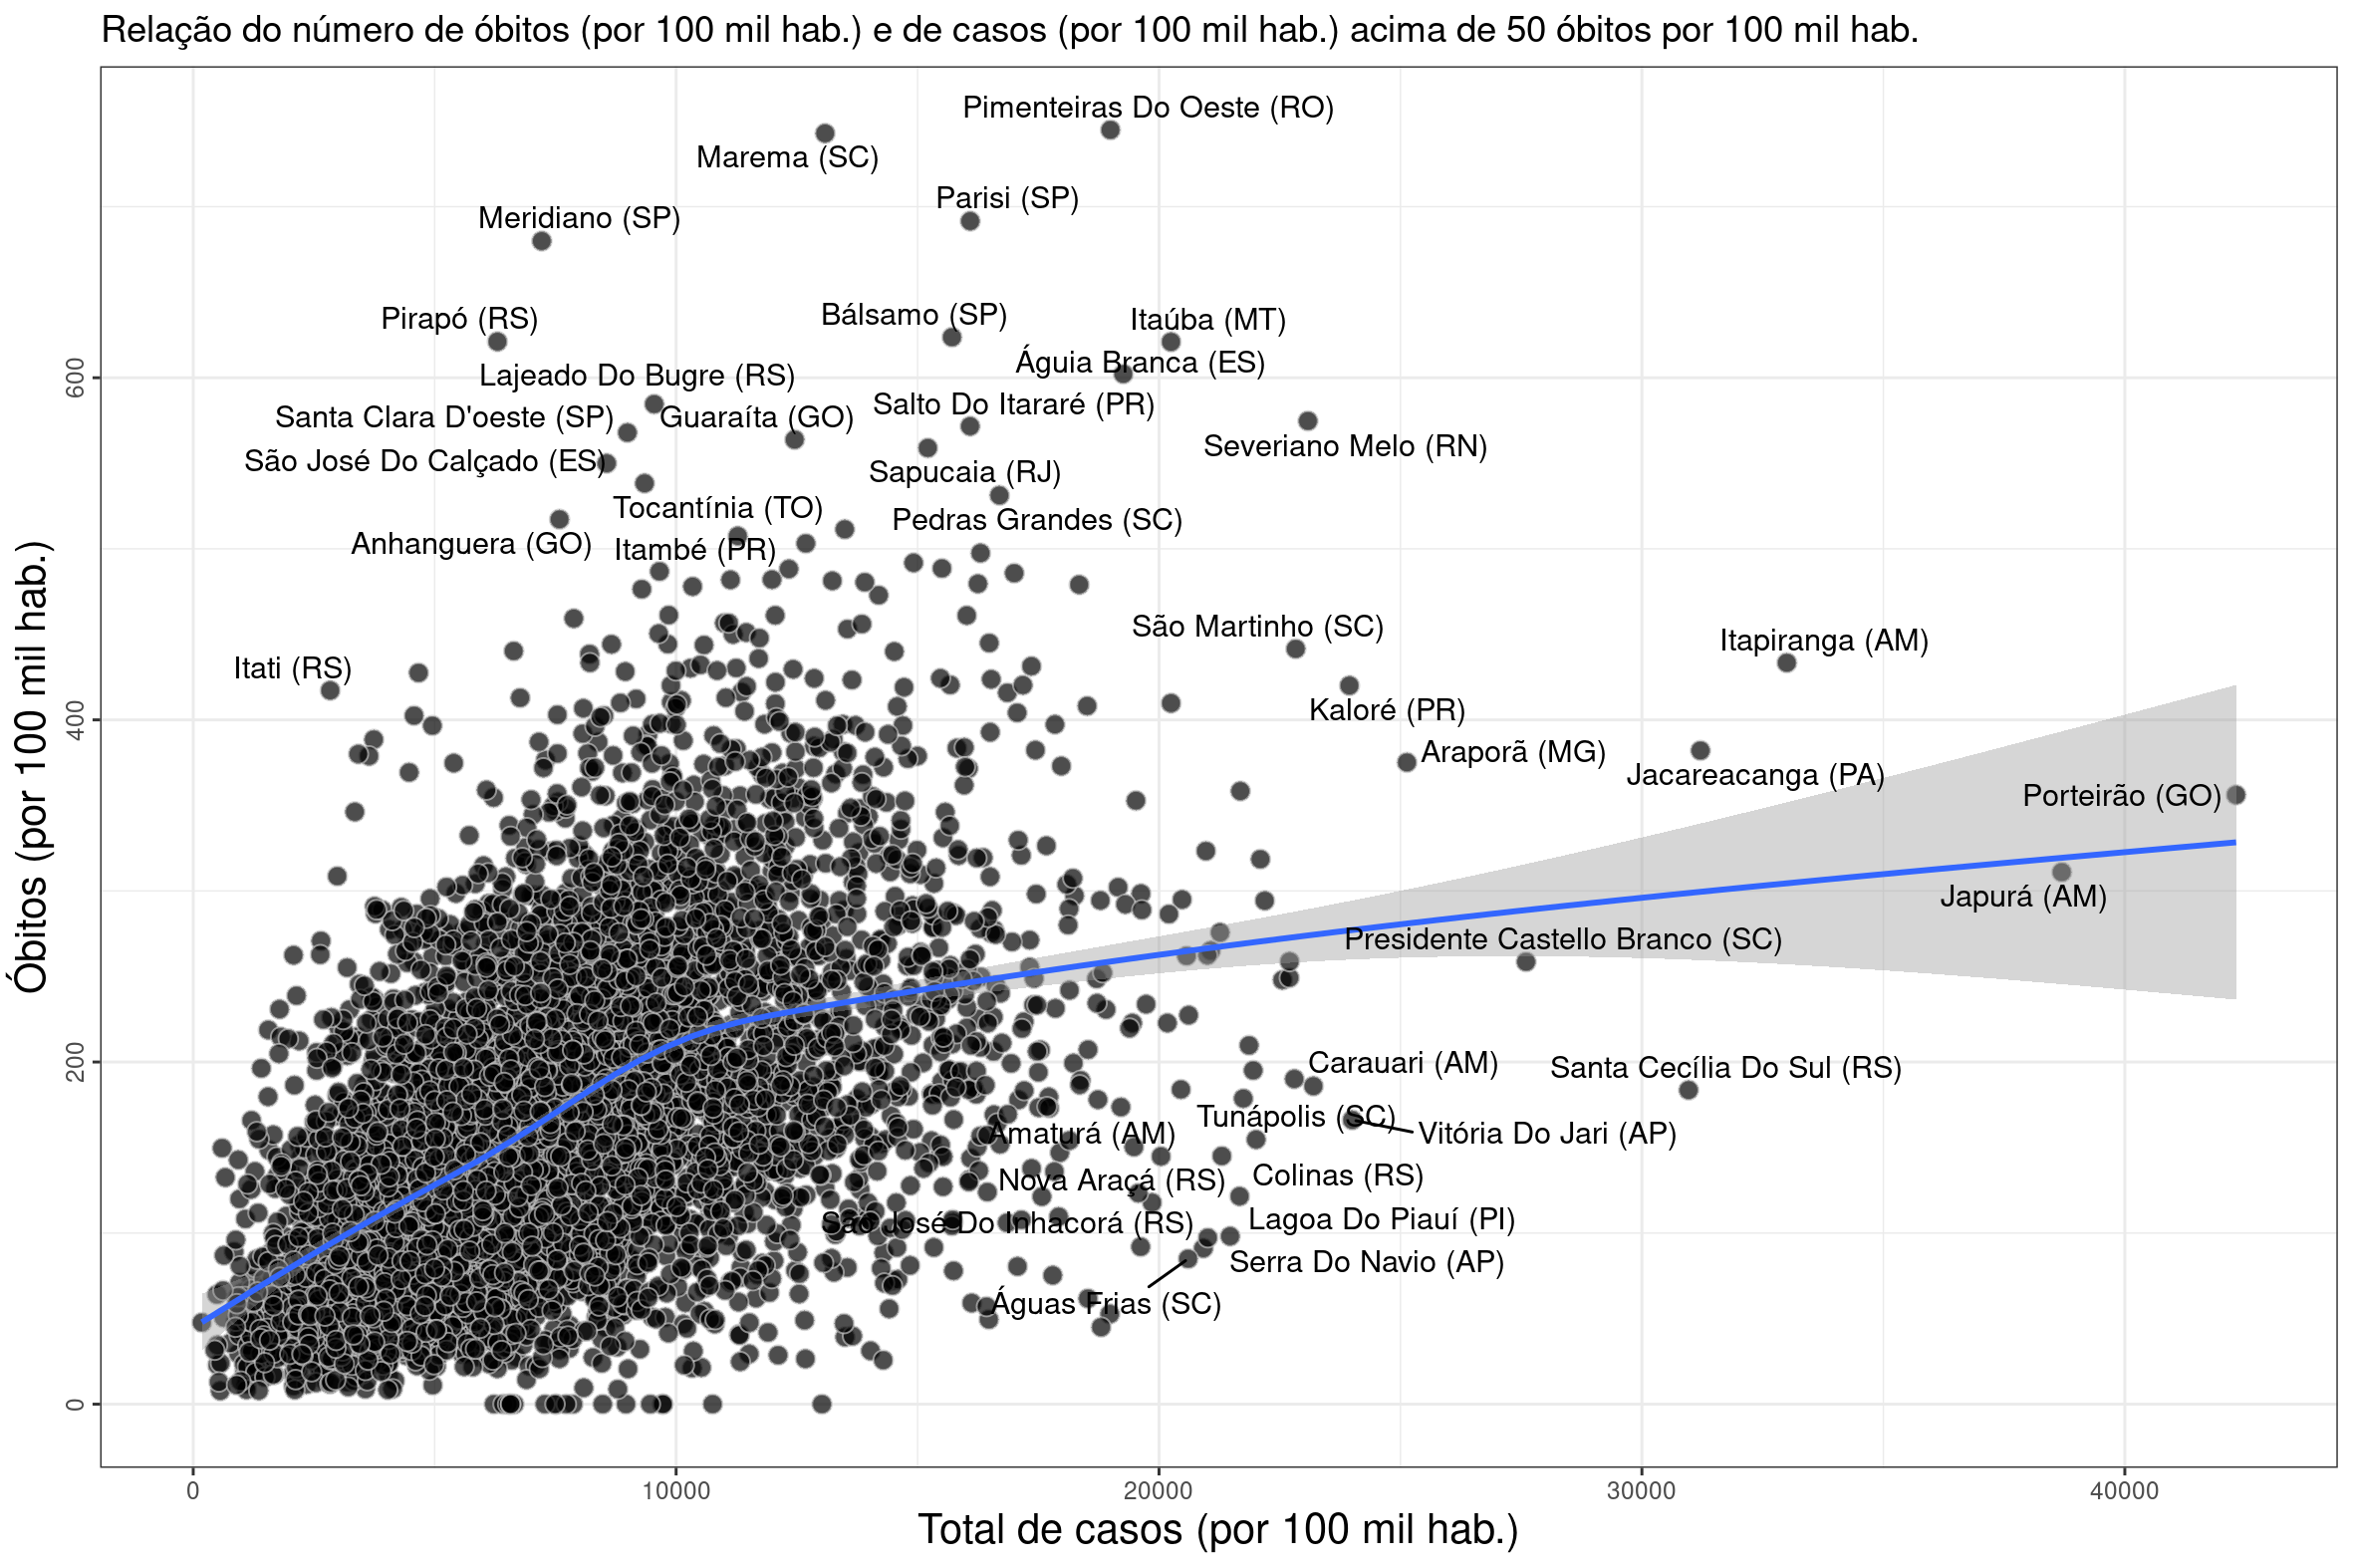 Relação do número de óbitos (por 100 mil hab.) e de casos (por 100 mil hab.) acima de 50 óbitos por 100 mil hab.
Pimenteiras Do Oeste (RO)
Marema (SC)
Parisi (SP)
Meridiano (SP)
Bálsamo (SP)
Pirapó (RS)
Itaúba (MT)
Águia Branca (ES)
Lajeado Do Bugre (RS)
Salto Do Itararé (PR)
Santa Clara D'oeste (SP)
Guaraíta (GO)
Severiano Melo (RN)
São José Do Calçado (ES)
Sapucaia (RJ)
Tocantínia (TO)
Pedras Grandes (SC)
Anhanguera (GO)
Itambé (PR)
São Martinho (SC)
Itapiranga (AM)
Itati (RS)
Kaloré (PR)
Araporã (MG)
Jacareacanga (PA)
Porteirão (GO)
Japurá (AM)
Presidente Castello Branco (SC)
Carauari (AM)
Santa Cecília Do Sul (RS)
Tunápolis (SC)
Amaturá (AM)
Vitória Do Jari (AP)
Colinas (RS)
Nova Araçá (RS)
Lagoa Do Piauí (PI)
São José Do Inhacorá (RS)
Serra Do Navio (AP)
Águas Frias (SC)
600
400
200
0
Óbitos (por 100 mil hab.)
0 10000 20000 30000 40000
Total de casos (por 100 mil hab.)